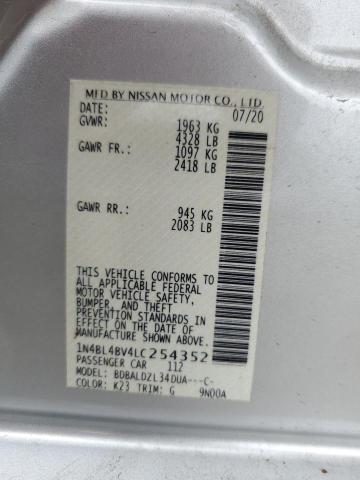 MFD BY NISSAN MOTOR CO., LTD.
DATE: 07/20
GVWR: 1963 KG
4328 LB
GAWR FR.: 1097 KG
2418 LB
GAWR RR.: 945 KG
2083 LB
THIS VEHICLE CONFORMS TO
ALL APPLICABLE FEDERAL
MOTOR VEHICLE SAFETY,
BUMPER, AND THEFT
PREVENTION STANDARDS IN
EFFECT ON THE DATE OF
MANUFACTURE SHOWN ABOVE.
1N4BL4BV4LC254352
PASSENGER CAR 112
MODEL: BDBALDZL34DUA---C-
COLOR: K23 TRIM: G 9N00A